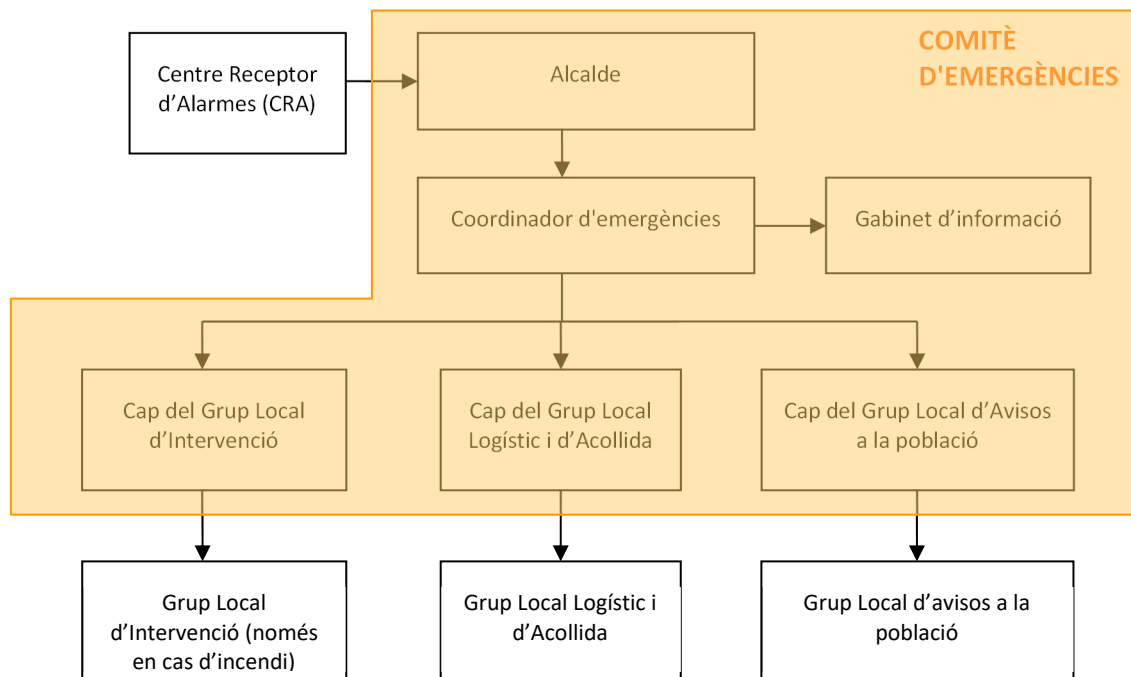 COMITÈ
D'EMERGÈNCIES
Centre Receptor
d’Alarmes (CRA)
Alcalde
Coordinador d'emergències
Gabinet d’informació
Cap del Grup Local
d’Intervenció
Cap del Grup Local
Logístic i d’Acollida
Cap del Grup Local d’Avisos
a la població
Grup Local
d’Intervenció (només
en cas d’incendi)
Grup Local Logístic i
d’Acollida
Grup Local d’avisos a la
població